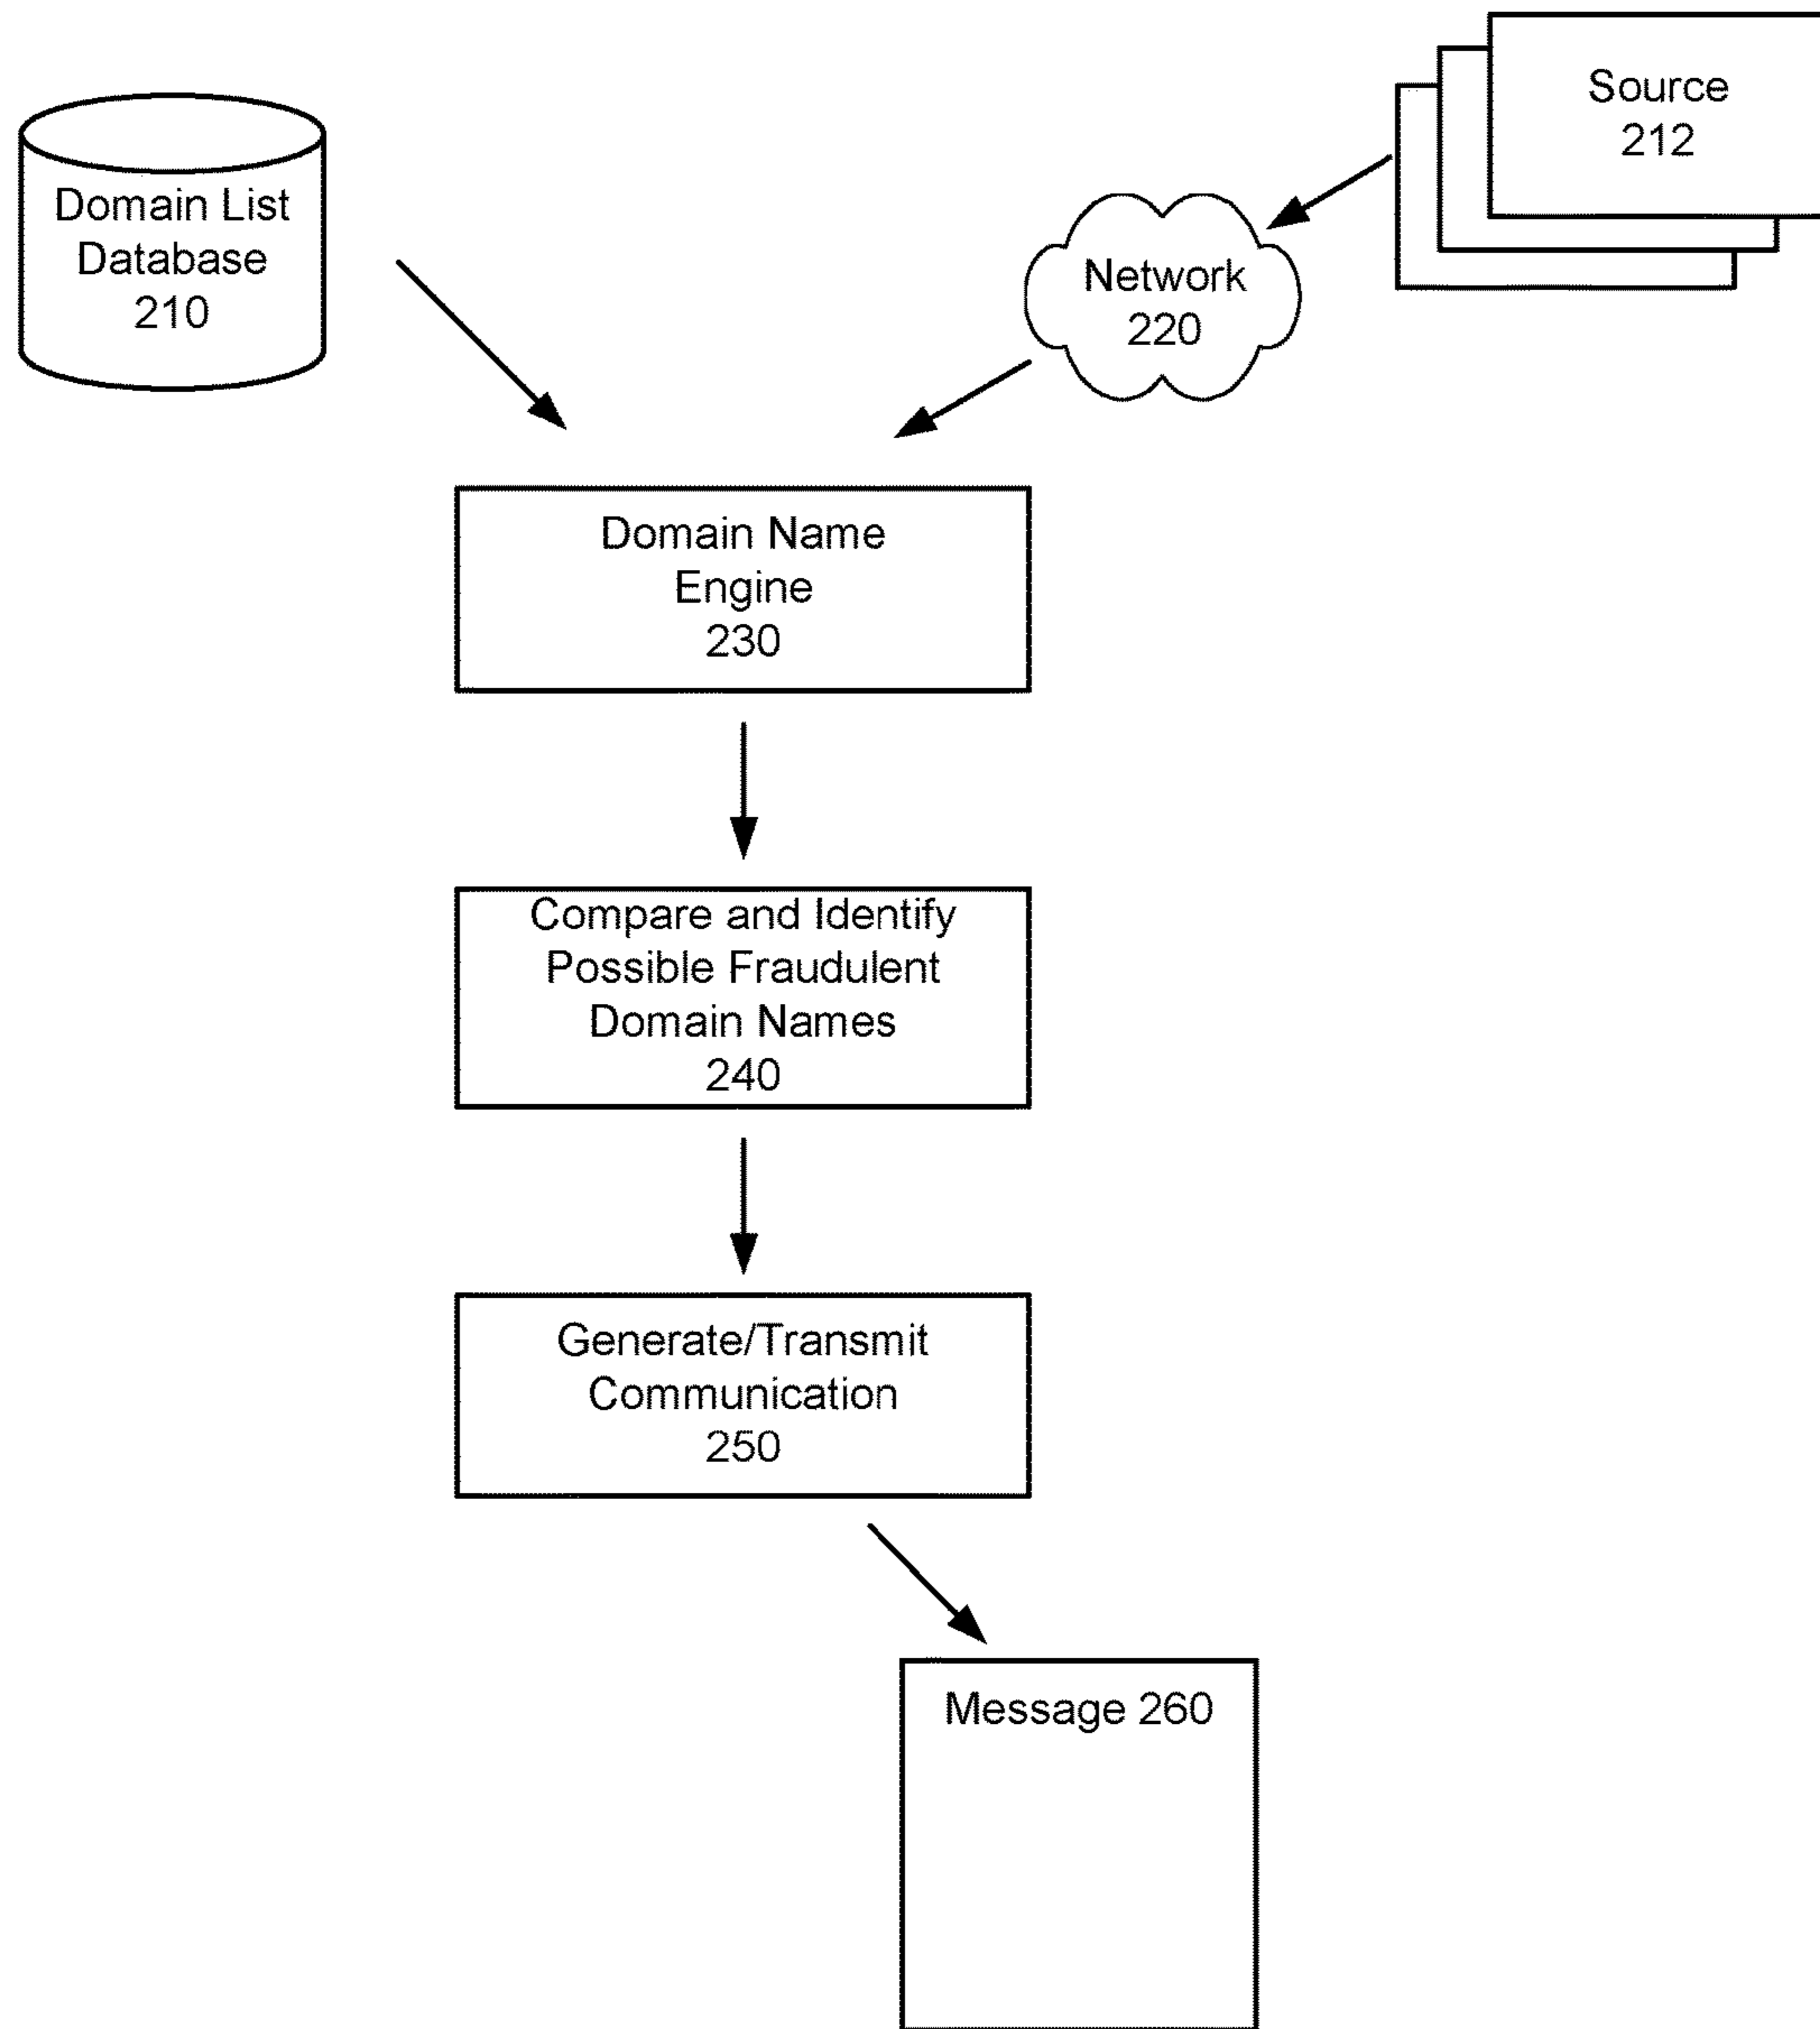 Source
212
Domain List
Database
210
Network
220
Domain Name
Engine
230
Compare and Identify
Possible Fraudulent
Domain Names
240
Generate/Transmit
Communication
250
Message 260